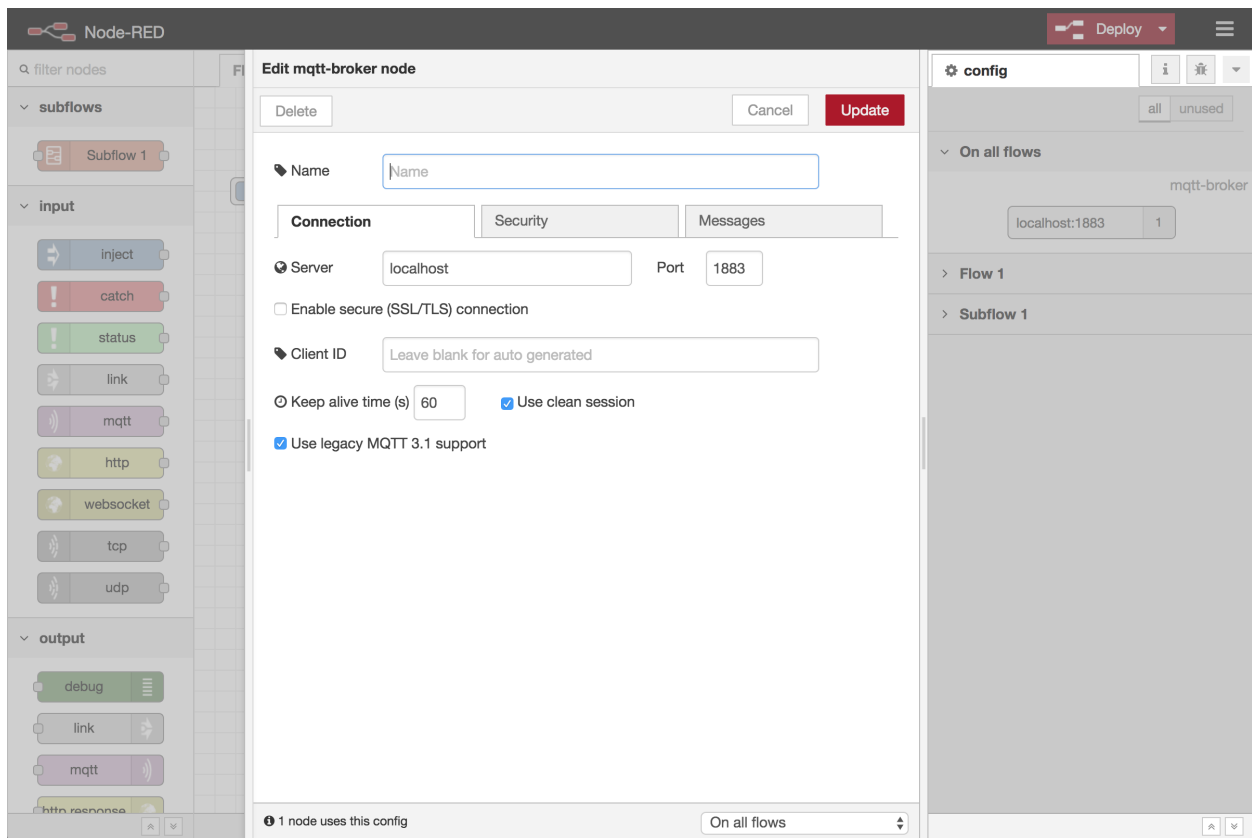 Node-RED
Deploy
filter nodes
subflows
Subflow 1
input
inject
catch
status
link
mqtt
http
websocket
tcp
udp
output
debug
link
mqtt
http response
Edit mqtt-broker node
Delete
Cancel
Update
Name
Name
Connection
Security
Messages
Server
localhost
Port
1883
Enable secure (SSL/TLS) connection
Client ID
Leave blank for auto generated
Keep alive time (s)
60
Use clean session
Use legacy MQTT 3.1 support
1 node uses this config
On all flows
config
all
unused
On all flows
mqtt-broker
localhost:1883
1
Flow 1
Subflow 1